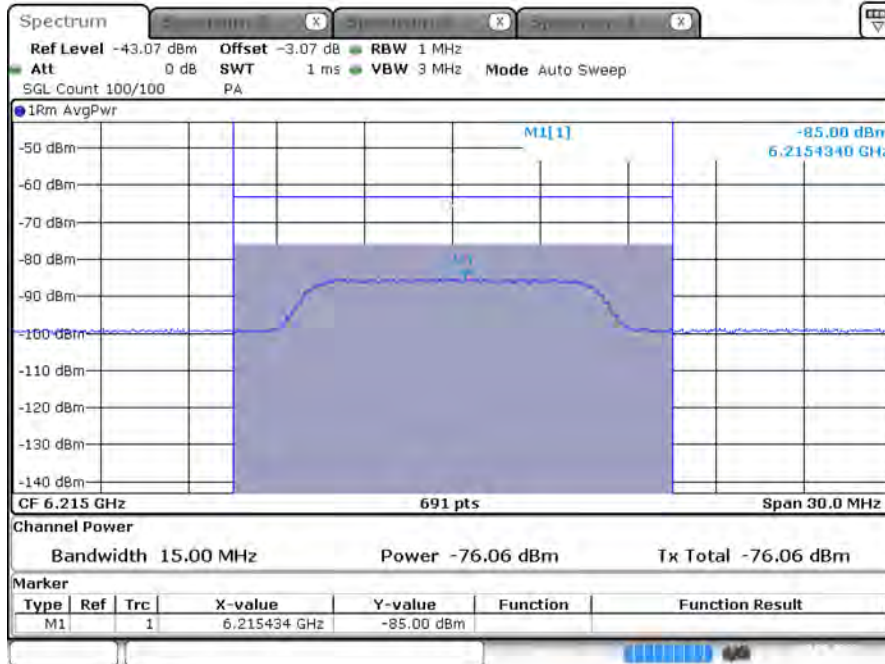 Spectrum
Ref Level -43.07 dBm Offset -3.07 dB RBW 1 MHz
Att 0 dB SWT 1 ms VBW 3 MHz Mode Auto Sweep
SGL Count 100/100 PA
1Rm AvgPwr
M1[1] -85.00 dBm
6.2154340 GHz
-50 dBm
-60 dBm
-70 dBm
-80 dBm
M1
-90 dBm
-100 dBm
-110 dBm
-120 dBm
-130 dBm
-140 dBm
CF 6.215 GHz 691 pts Span 30.0 MHz
Channel Power
Bandwidth 15.00 MHz Power -76.06 dBm Tx Total -76.06 dBm
Marker
Type Ref Trc X-value Y-value Function Function Result
M1 1 6.215434 GHz -85.00 dBm